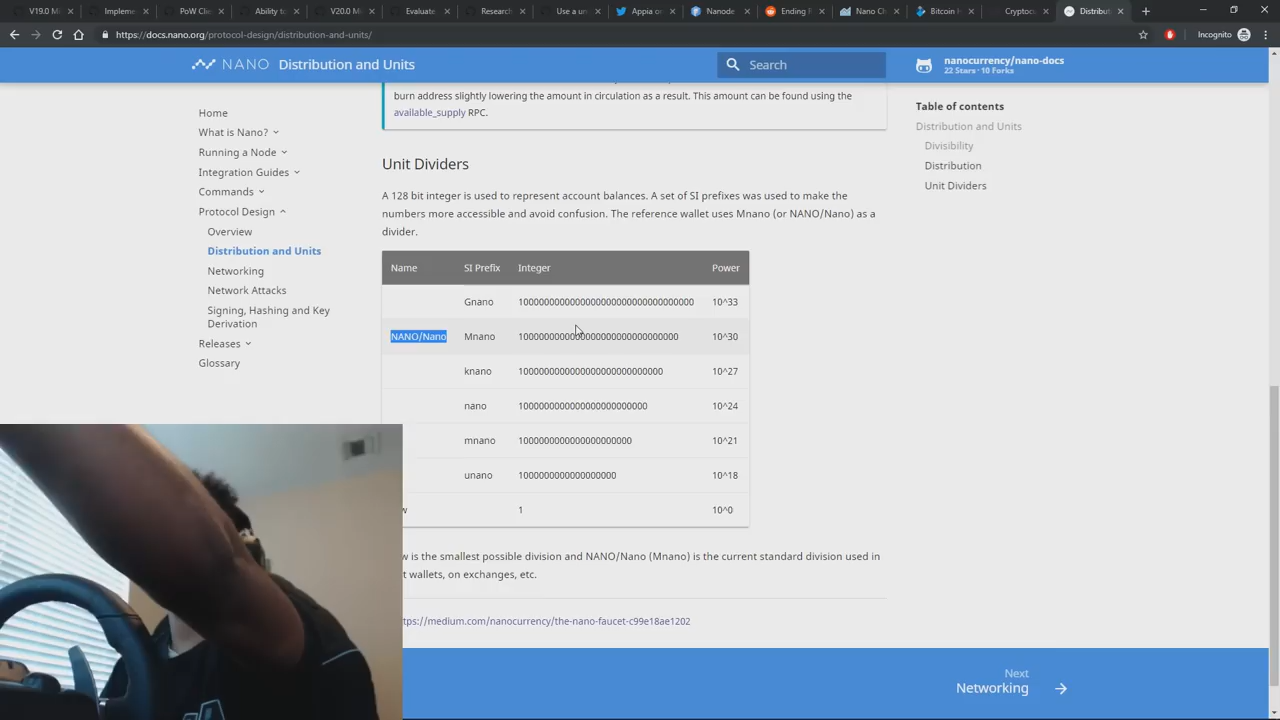 V19.0 M
Impleme
PoW Clie
Ability to
V20.0 M
Evaluate
Research
Use a un
Appia on
Nanode
Ending F
Nano Ch
Bitcoin H
Cryptocu
Distribut
https://docs.nano.org/protocol-design/distribution-and-units/
Incognito
NANO Distribution and Units
Search
nanocurrency/nano-docs
22 Stars · 10 Forks
Home
What is Nano?
Running a Node
Integration Guides
Commands
Protocol Design
Overview
Distribution and Units
Networking
Network Attacks
Signing, Hashing and Key
Derivation
Releases
Glossary
burn address slightly lowering the amount in circulation as a result. This amount can be found using the
available_supply RPC.
Unit Dividers
A 128 bit integer is used to represent account balances. A set of SI prefixes was used to make the
numbers more accessible and avoid confusion. The reference wallet uses Mnano (or NANO/Nano) as a
divider.
Name SI Prefix Integer Power
Gnano 1000000000000000000000000000000000 10^33
NANO/Nano Mnano 1000000000000000000000000000000 10^30
knano 1000000000000000000000000000 10^27
nano 1000000000000000000000000 10^24
mnano 1000000000000000000000 10^21
unano 1000000000000000000 10^18
w 1 10^0
w is the smallest possible division and NANO/Nano (Mnano) is the current standard division used in
t wallets, on exchanges, etc.
tps://medium.com/nanocurrency/the-nano-faucet-c99e18ae1202
Table of contents
Distribution and Units
Divisibility
Distribution
Unit Dividers
Next
Networking